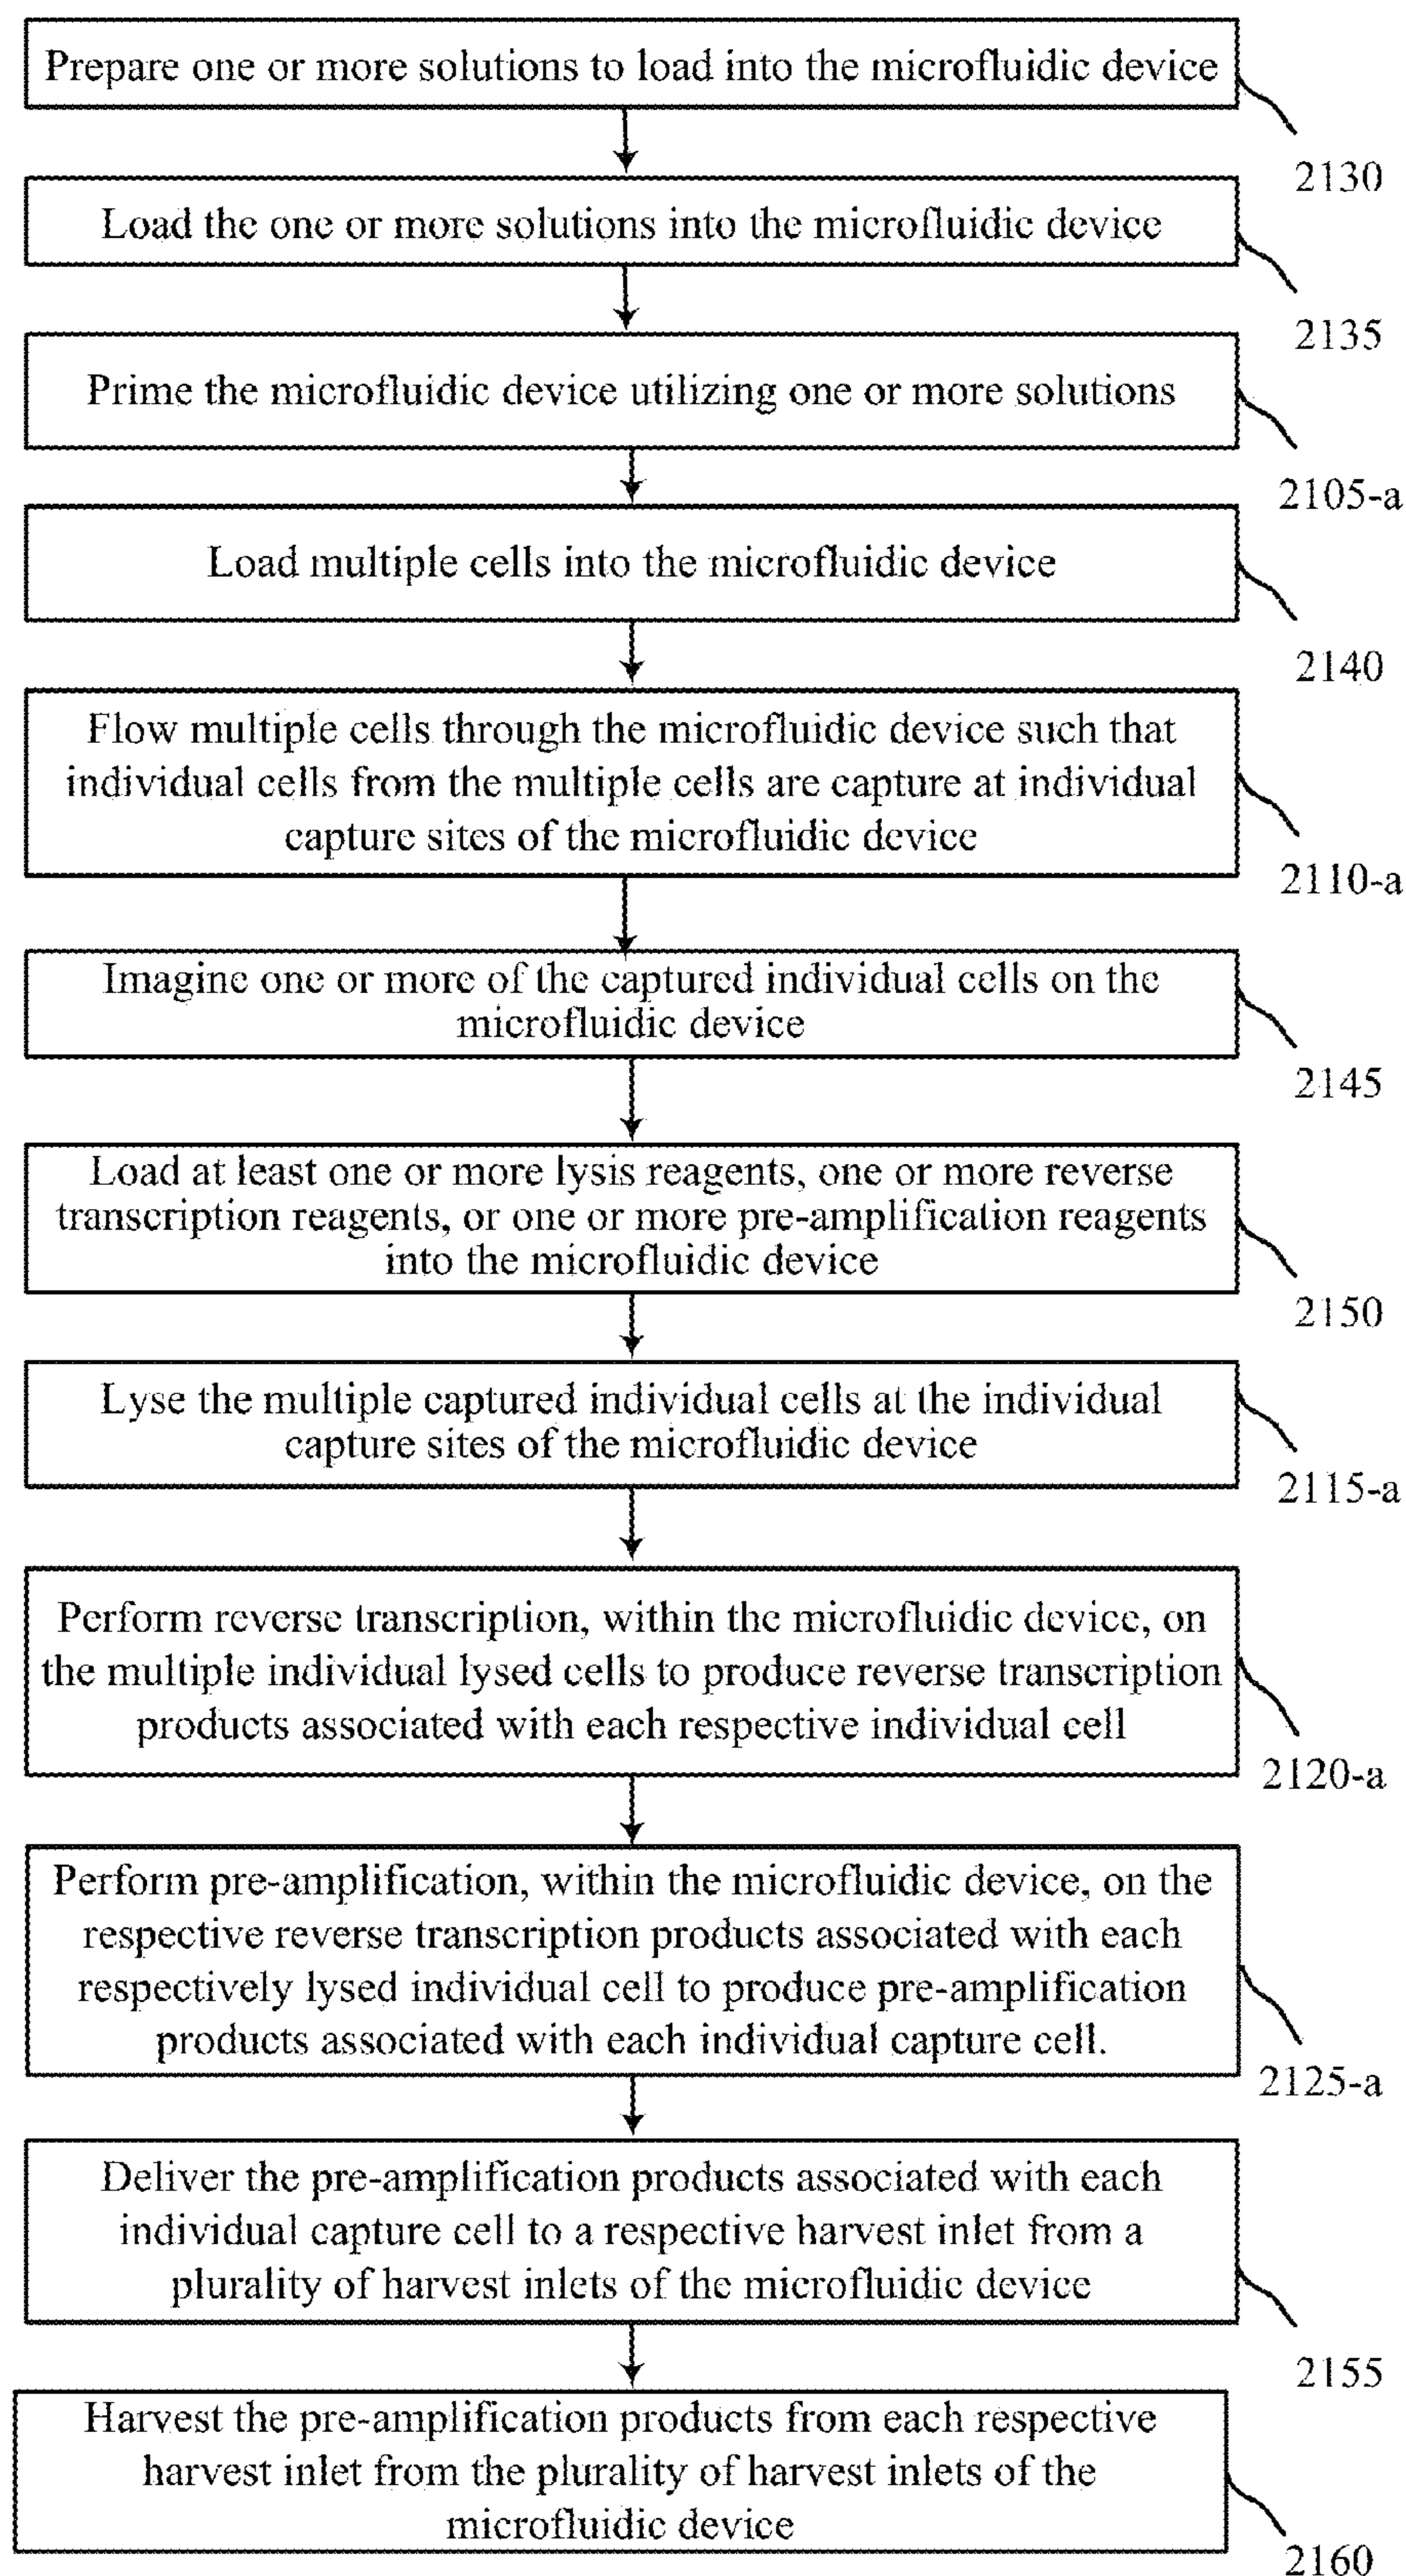 Prepare one or more solutions to load into the microfluidic device
2130
Load the one or more solutions into the microfluidic device
2135
Prime the microfluidic device utilizing one or more solutions
2105-a
Load multiple cells into the microfluidic device
2140
Flow multiple cells through the microfluidic device such that
individual cells from the multiple cells are capture at individual
capture sites of the microfluidic device
2110-a
Imagine one or more of the captured individual cells on the
microfluidic device
2145
Load at least one or more lysis reagents, one or more reverse
transcription reagents, or one or more pre-amplification reagents
into the microfluidic device
2150
Lyse the multiple captured individual cells at the individual
capture sites of the microfluidic device
2115-a
Perform reverse transcription, within the microfluidic device, on
the multiple individual lysed cells to produce reverse transcription
products associated with each respective individual cell
2120-a
Perform pre-amplification, within the microfluidic device, on the
respective reverse transcription products associated with each
respectively lysed individual cell to produce pre-amplification
products associated with each individual capture cell.
2125-a
Deliver the pre-amplification products associated with each
individual capture cell to a respective harvest inlet from a
plurality of harvest inlets of the microfluidic device
2155
Harvest the pre-amplification products from each respective
harvest inlet from the plurality of harvest inlets of the
microfluidic device
2160